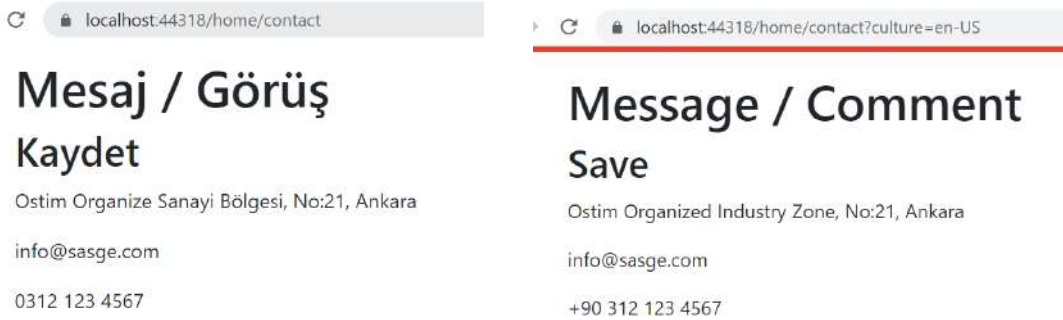 localhost:44318/home/contact
Mesaj / Görüş
Kaydet
Ostim Organize Sanayi Bölgesi, No:21, Ankara
info@sasge.com
0312 123 4567
localhost:44318/home/contact?culture=en-US
Message / Comment
Save
Ostim Organized Industry Zone, No:21, Ankara
info@sasge.com
+90 312 123 4567